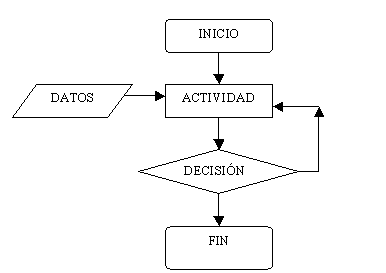 INICIO
DATOS
ACTIVIDAD
DECISIÓN
FIN